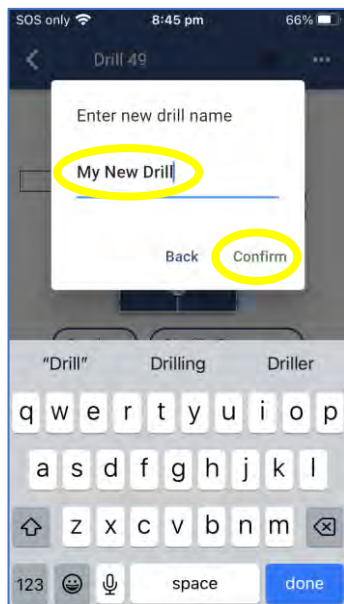 SOS only 8:45 pm 66%
Drill 49
Enter new drill name
My New Drill
Back Confirm
"Drill" Drilling Driller
q w e r t y u i o p
a s d f g h j k l
z x c v b n m
123 space done